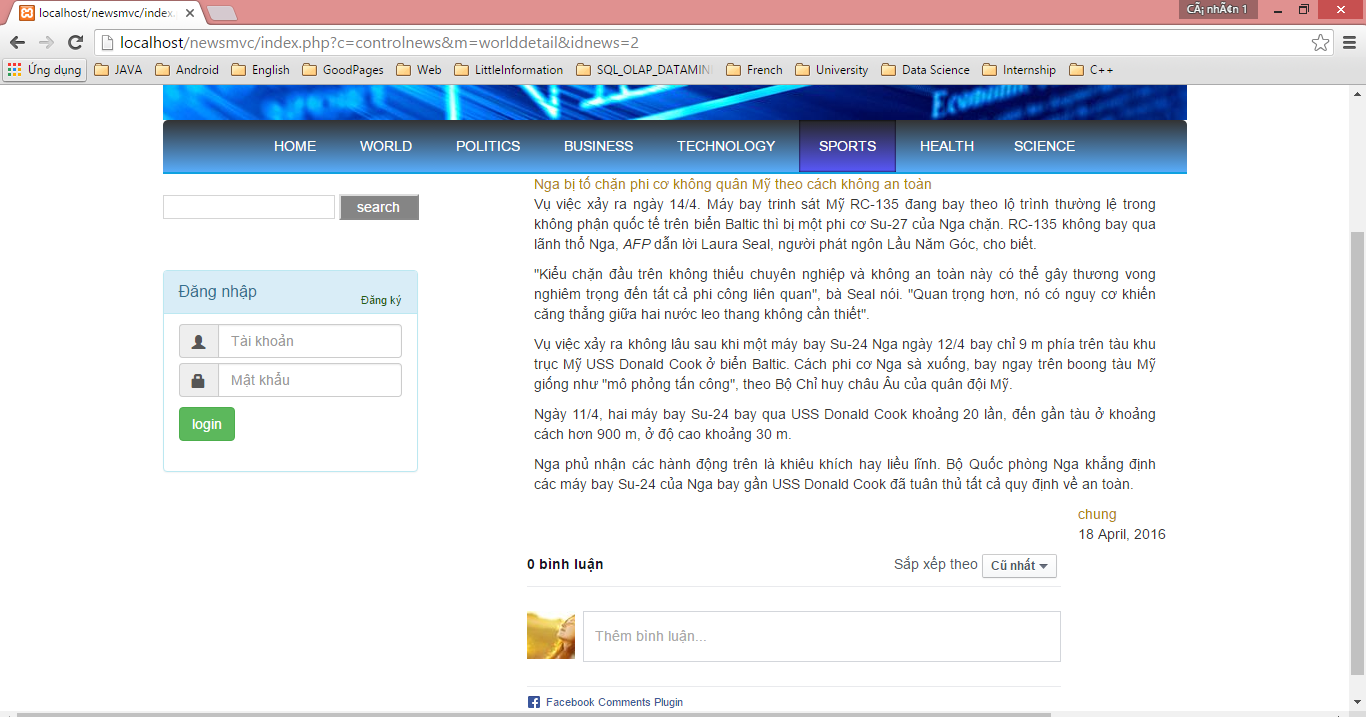 localhost/newsmvc/index.
CÃ¡ nhÃ¢n 1
localhost/newsmvc/index.php?c=controlnews&m=worlddetail&idnews=2
Ứng dụng JAVA Android English GoodPages Web LittleInformation SQL_OLAP_DATAMIN French University Data Science Internship C++
HOME WORLD POLITICS BUSINESS TECHNOLOGY SPORTS HEALTH SCIENCE
search
Đăng nhập
Đăng ký
Tài khoản
Mật khẩu
login
Nga bị tố chặn phi cơ không quân Mỹ theo cách không an toàn
Vụ việc xảy ra ngày 14/4. Máy bay trinh sát Mỹ RC-135 đang bay theo lộ trình thường lệ trong
không phận quốc tế trên biển Baltic thì bị một phi cơ Su-27 của Nga chặn. RC-135 không bay qua
lãnh thổ Nga, AFP dẫn lời Laura Seal, người phát ngôn Lầu Năm Góc, cho biết.
"Kiểu chặn đầu trên không thiếu chuyên nghiệp và không an toàn này có thể gây thương vong
nghiêm trọng đến tất cả phi công liên quan", bà Seal nói. "Quan trọng hơn, nó có nguy cơ khiến
căng thẳng giữa hai nước leo thang không cần thiết".
Vụ việc xảy ra không lâu sau khi một máy bay Su-24 Nga ngày 12/4 bay chỉ 9 m phía trên tàu khu
trục Mỹ USS Donald Cook ở biển Baltic. Cách phi cơ Nga sà xuống, bay ngay trên boong tàu Mỹ
giống như "mô phỏng tấn công", theo Bộ Chỉ huy châu Âu của quân đội Mỹ.
Ngày 11/4, hai máy bay Su-24 bay qua USS Donald Cook khoảng 20 lần, đến gần tàu ở khoảng
cách hơn 900 m, ở độ cao khoảng 30 m.
Nga phủ nhận các hành động trên là khiêu khích hay liều lĩnh. Bộ Quốc phòng Nga khẳng định
các máy bay Su-24 của Nga bay gần USS Donald Cook đã tuân thủ tất cả quy định về an toàn.
chung
18 April, 2016
0 bình luận
Sắp xếp theo Cũ nhất
Thêm bình luận...
Facebook Comments Plugin